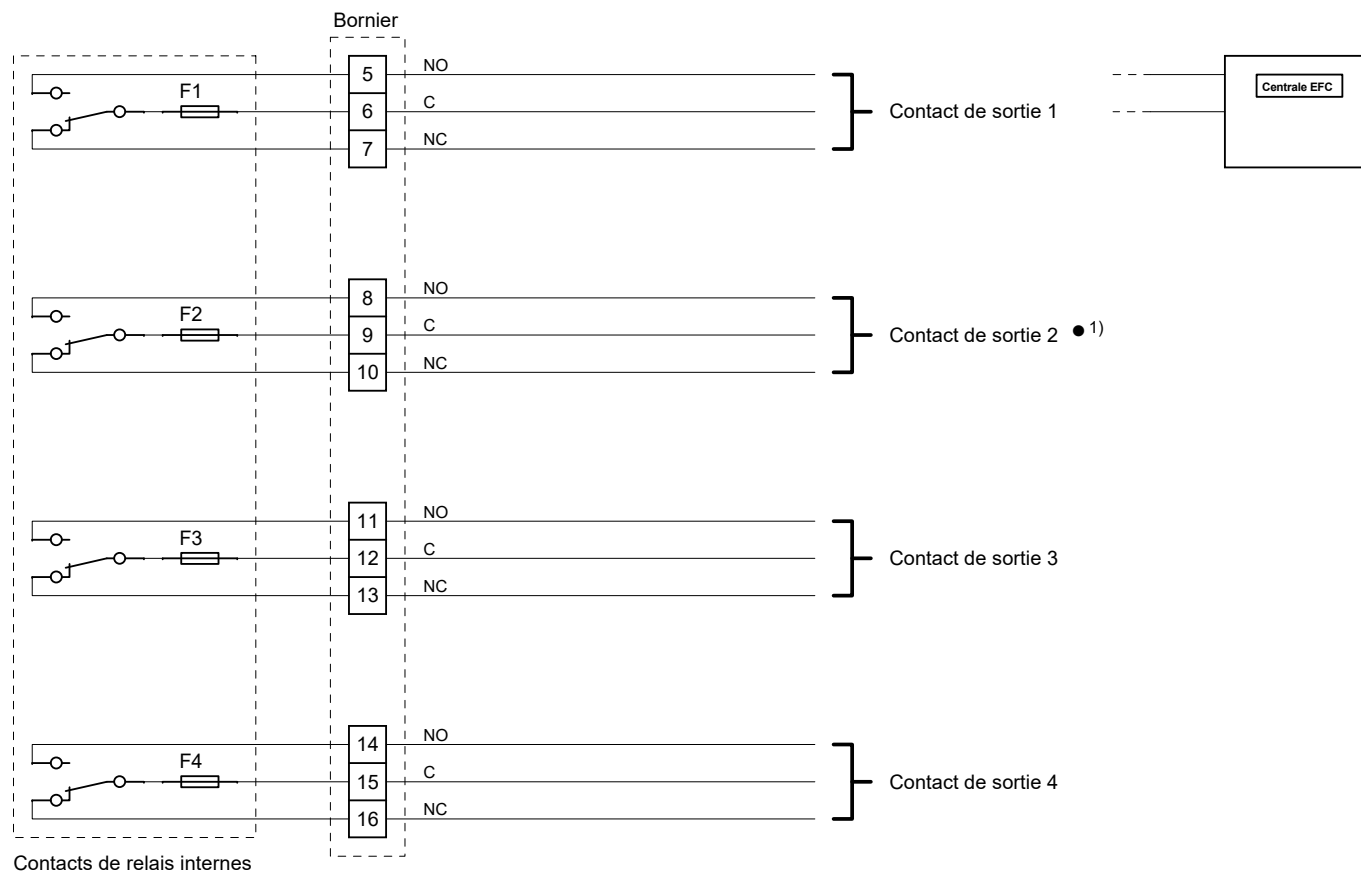 Bornier
F1
5
NO
6
C
7
NC
Contact de sortie 1
Centrale EFC
F2
8
NO
9
C
10
NC
Contact de sortie 2 ● 1)
F3
11
NO
12
C
13
NC
Contact de sortie 3
F4
14
NO
15
C
16
NC
Contact de sortie 4
Contacts de relais internes